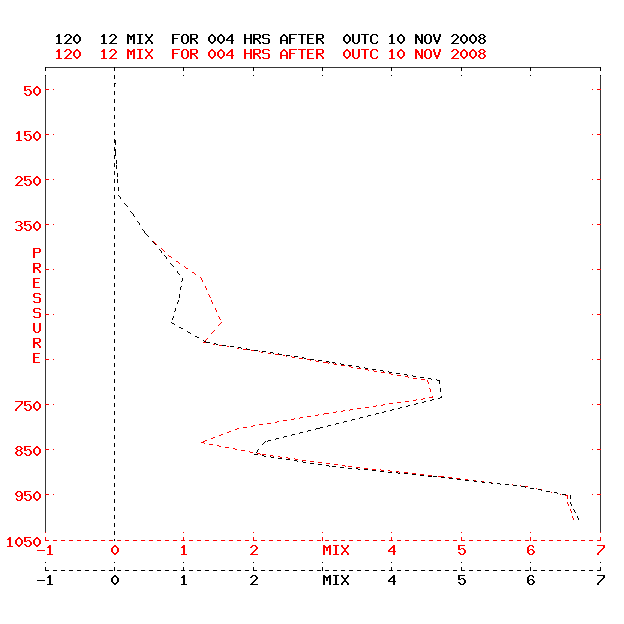 120  12 MIX  FOR 004 HRS AFTER  0UTC 10 NOV 2008
120  12 MIX  FOR 004 HRS AFTER  0UTC 10 NOV 2008
50
150
250
350
PRESSURE
750
850
950
1050
-1 0 1 2 MIX 4 5 6 7
-1 0 1 2 MIX 4 5 6 7